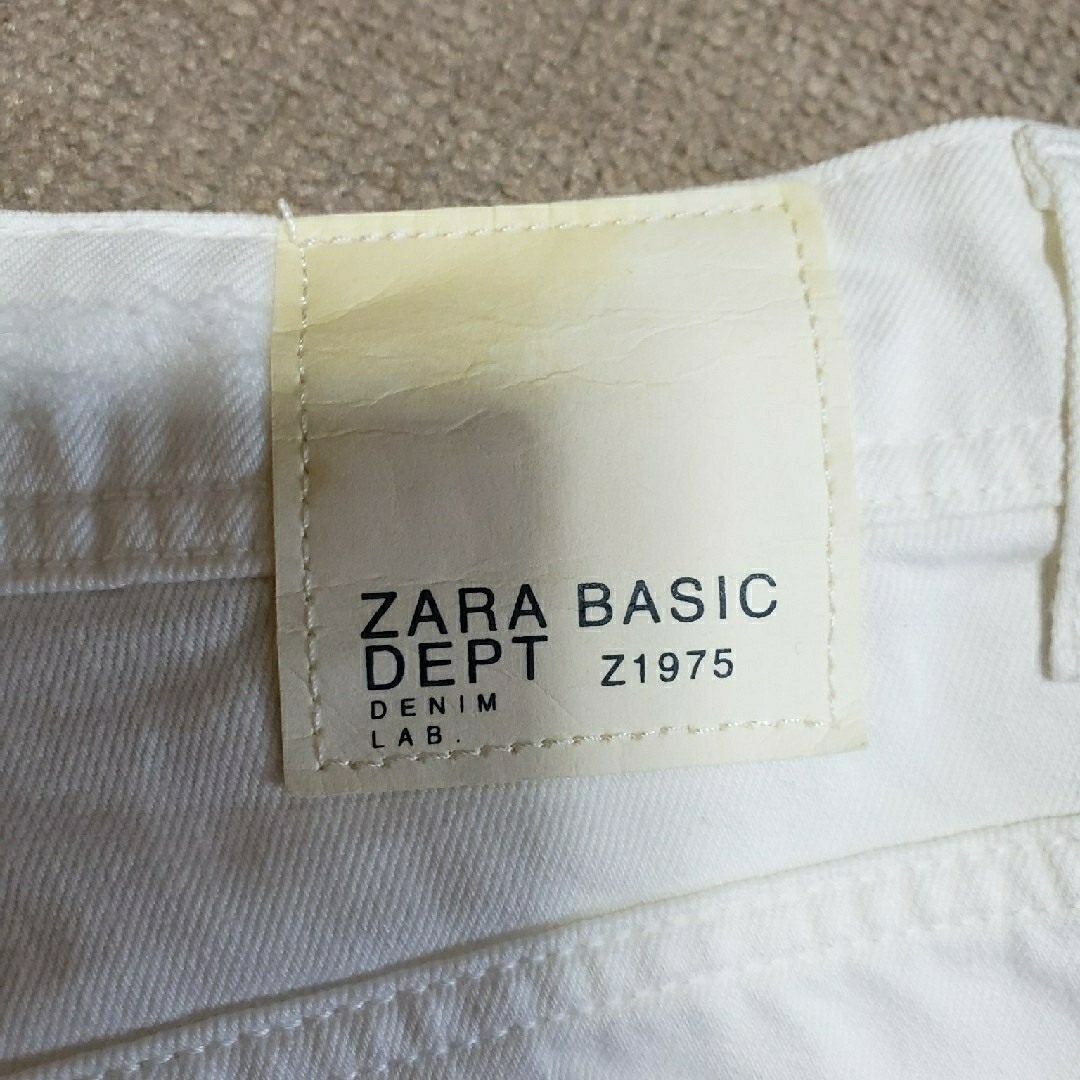 ZARA BASIC
DEPT Z1975
DENIM
LAB.